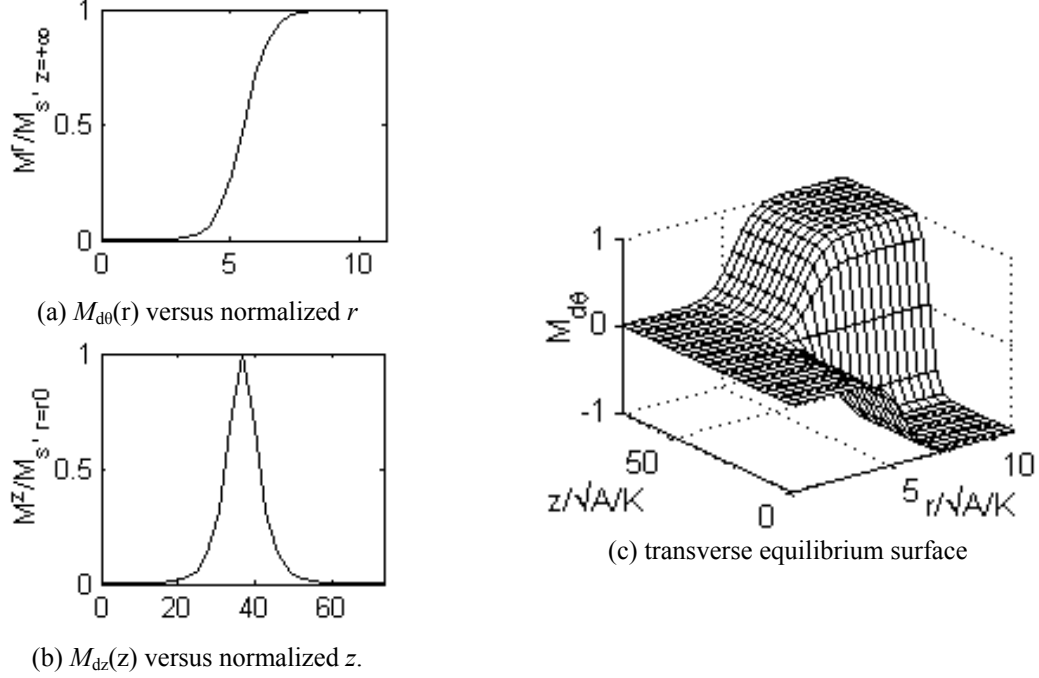 1
0.5
0
M^r/M_s, z=+∞
0
5
10
(a) M_dθ(r) versus normalized r
1
0.5
0
M^z/M_s, r=r0
0
20
40
60
(b) M_dz(z) versus normalized z.
1
0
-1
M_dθ
50
0
z/√A/K
5
10
r/√A/K
(c) transverse equilibrium surface